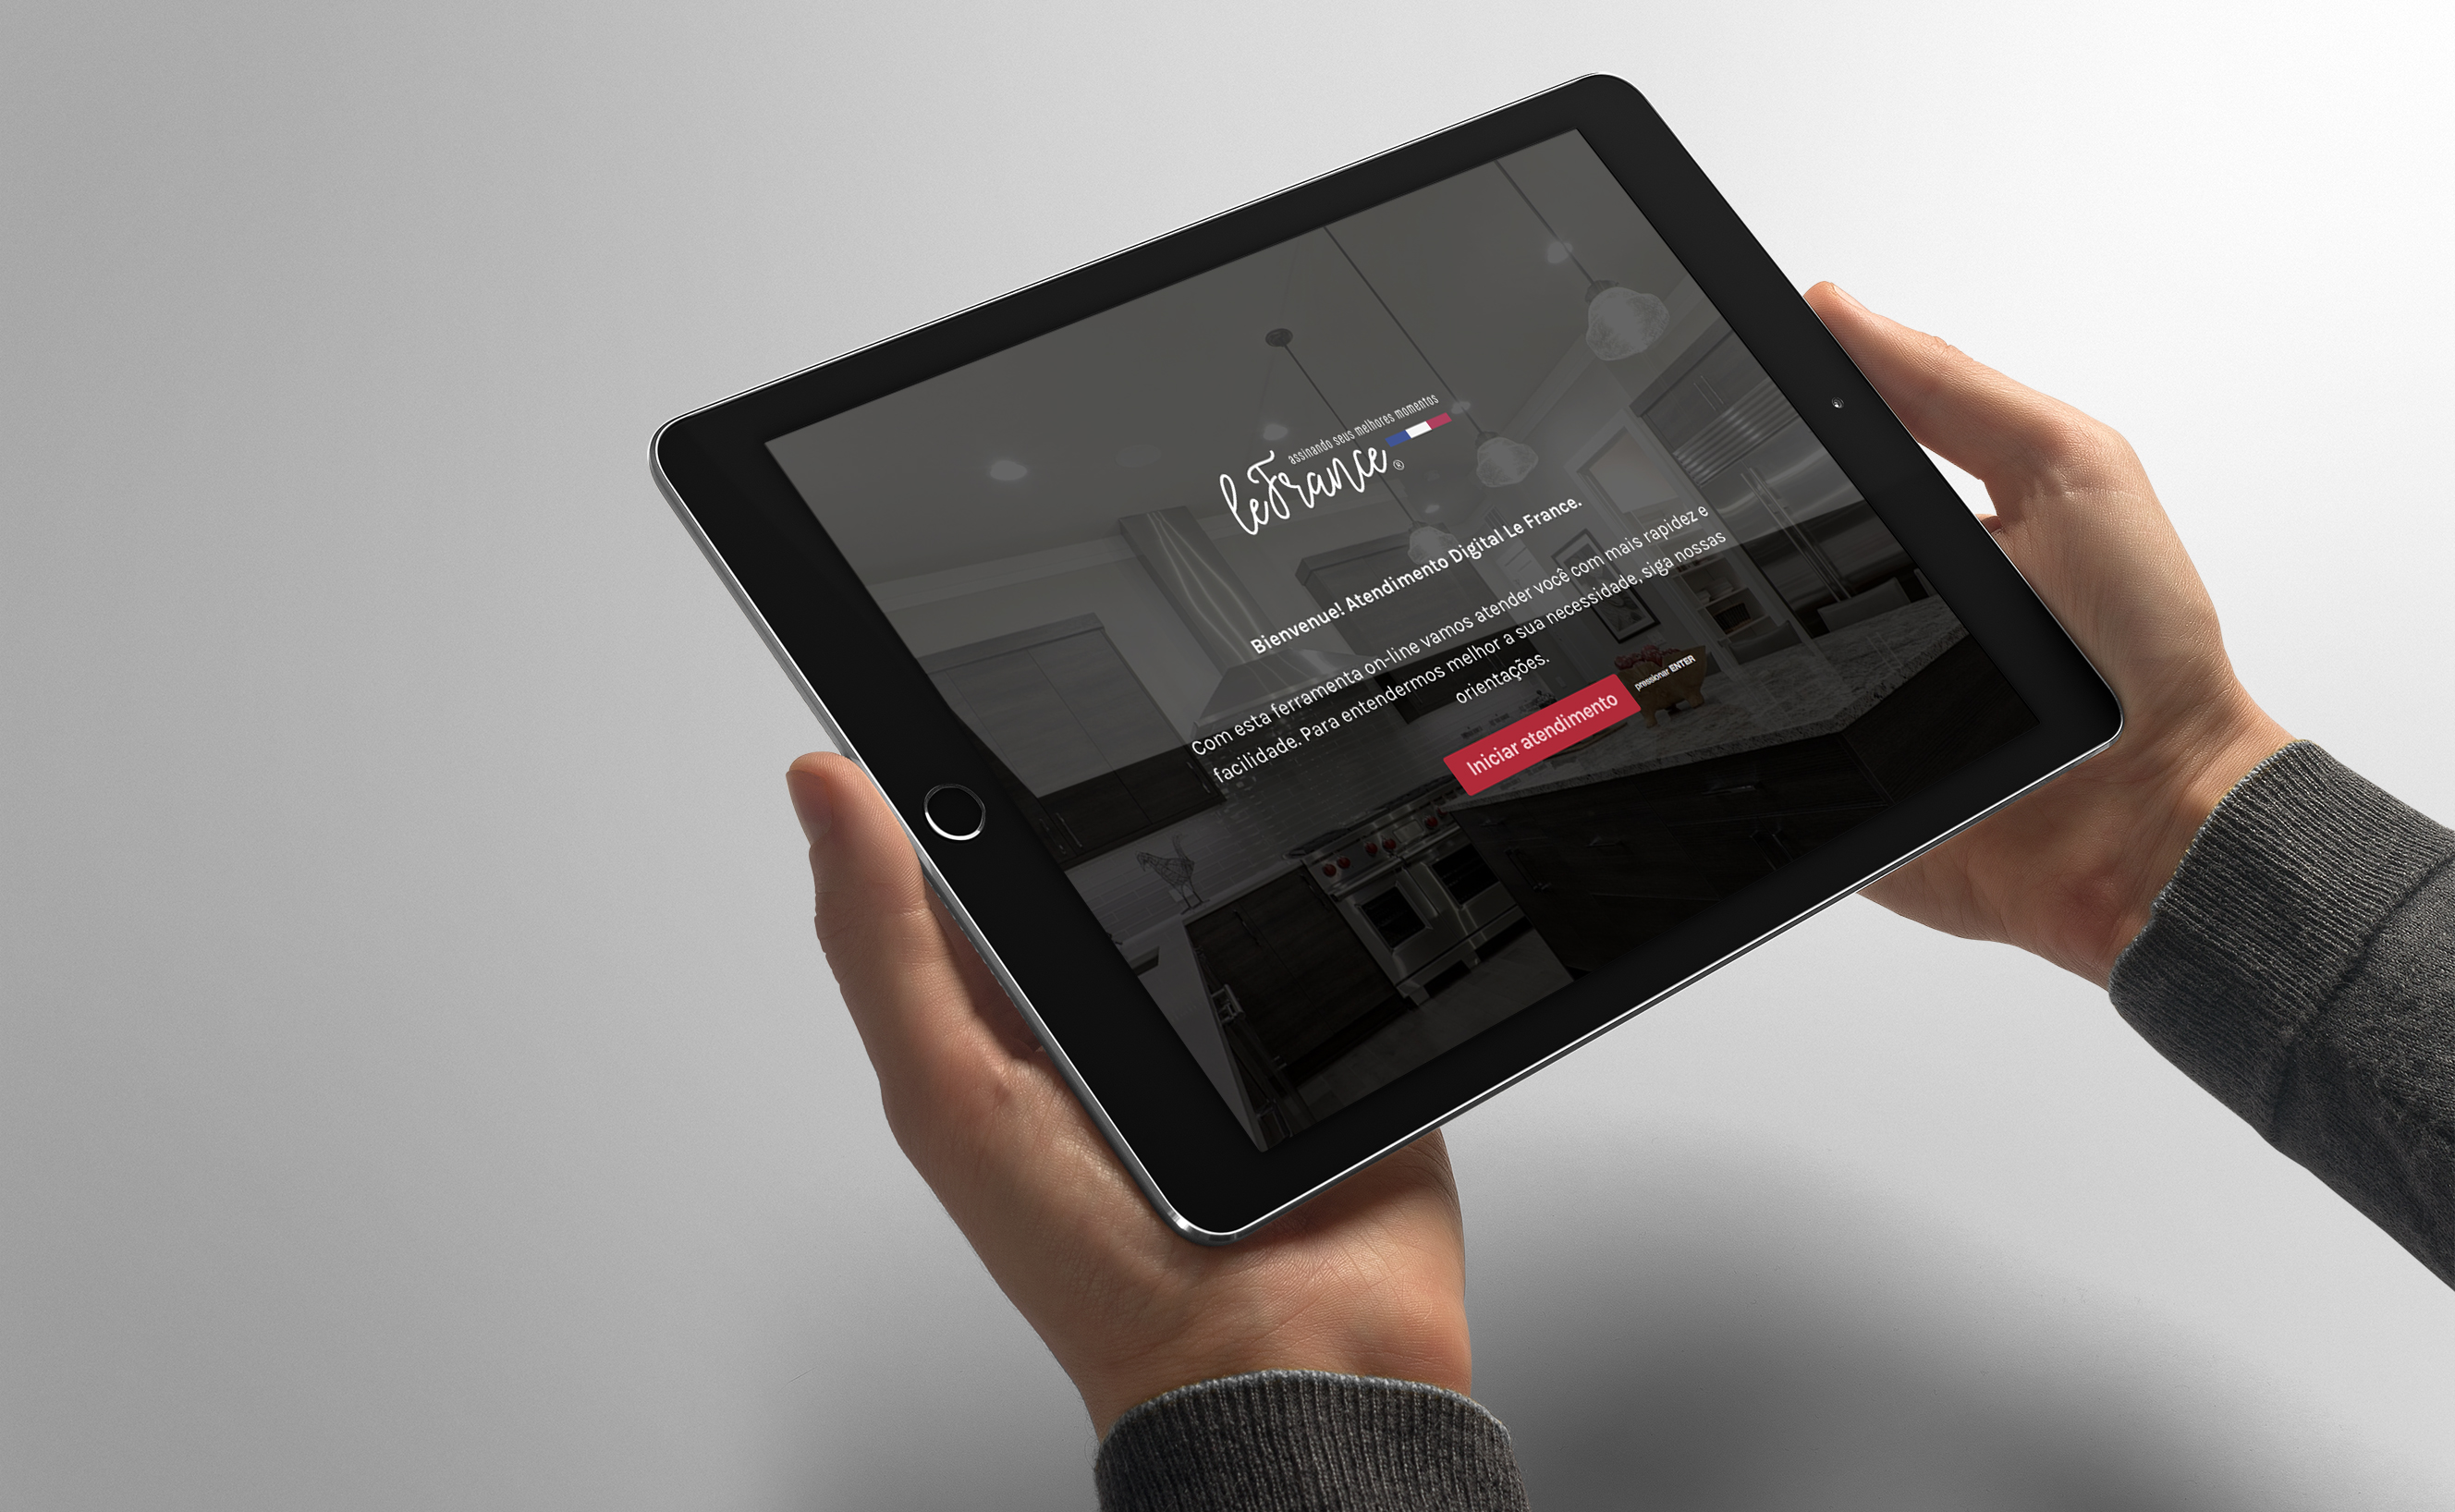 assinando seus melhores momentos
leFrance®
Bienvenue! Atendimento Digital Le France.
Com esta ferramenta on-line vamos atender você com mais rapidez e
facilidade. Para entendermos melhor a sua necessidade, siga nossas
orientações.
Iniciar atendimento
pressionar ENTER